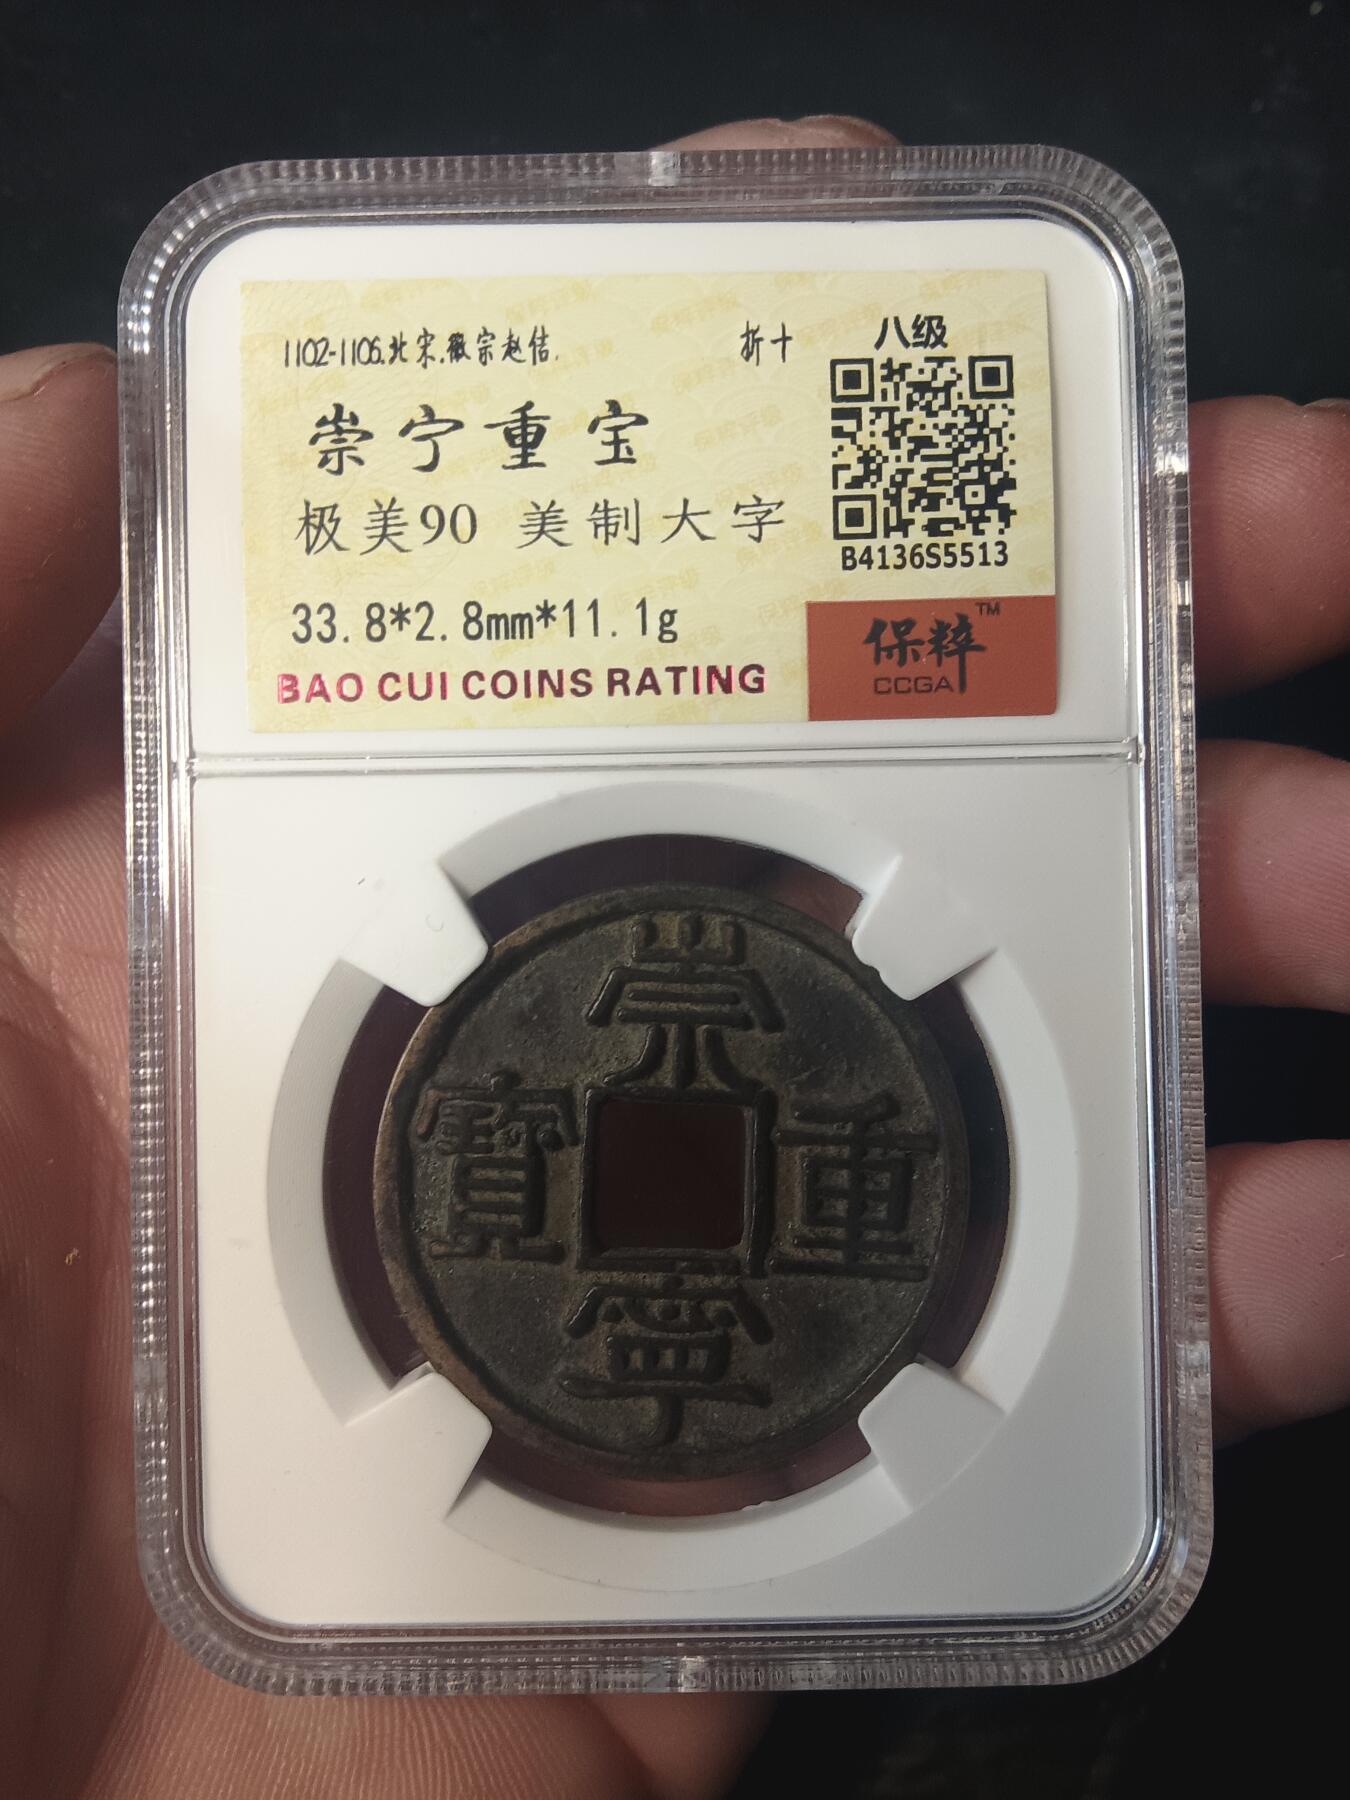 1102-1106.北宋.徽宗赵佶.
折十
八级
崇宁重宝
极美90 美制大字
B4136S5513
33.8*2.8mm*11.1g
BAO CUI COINS RATING
保粹™
CCGA
崇
寶 重
寧